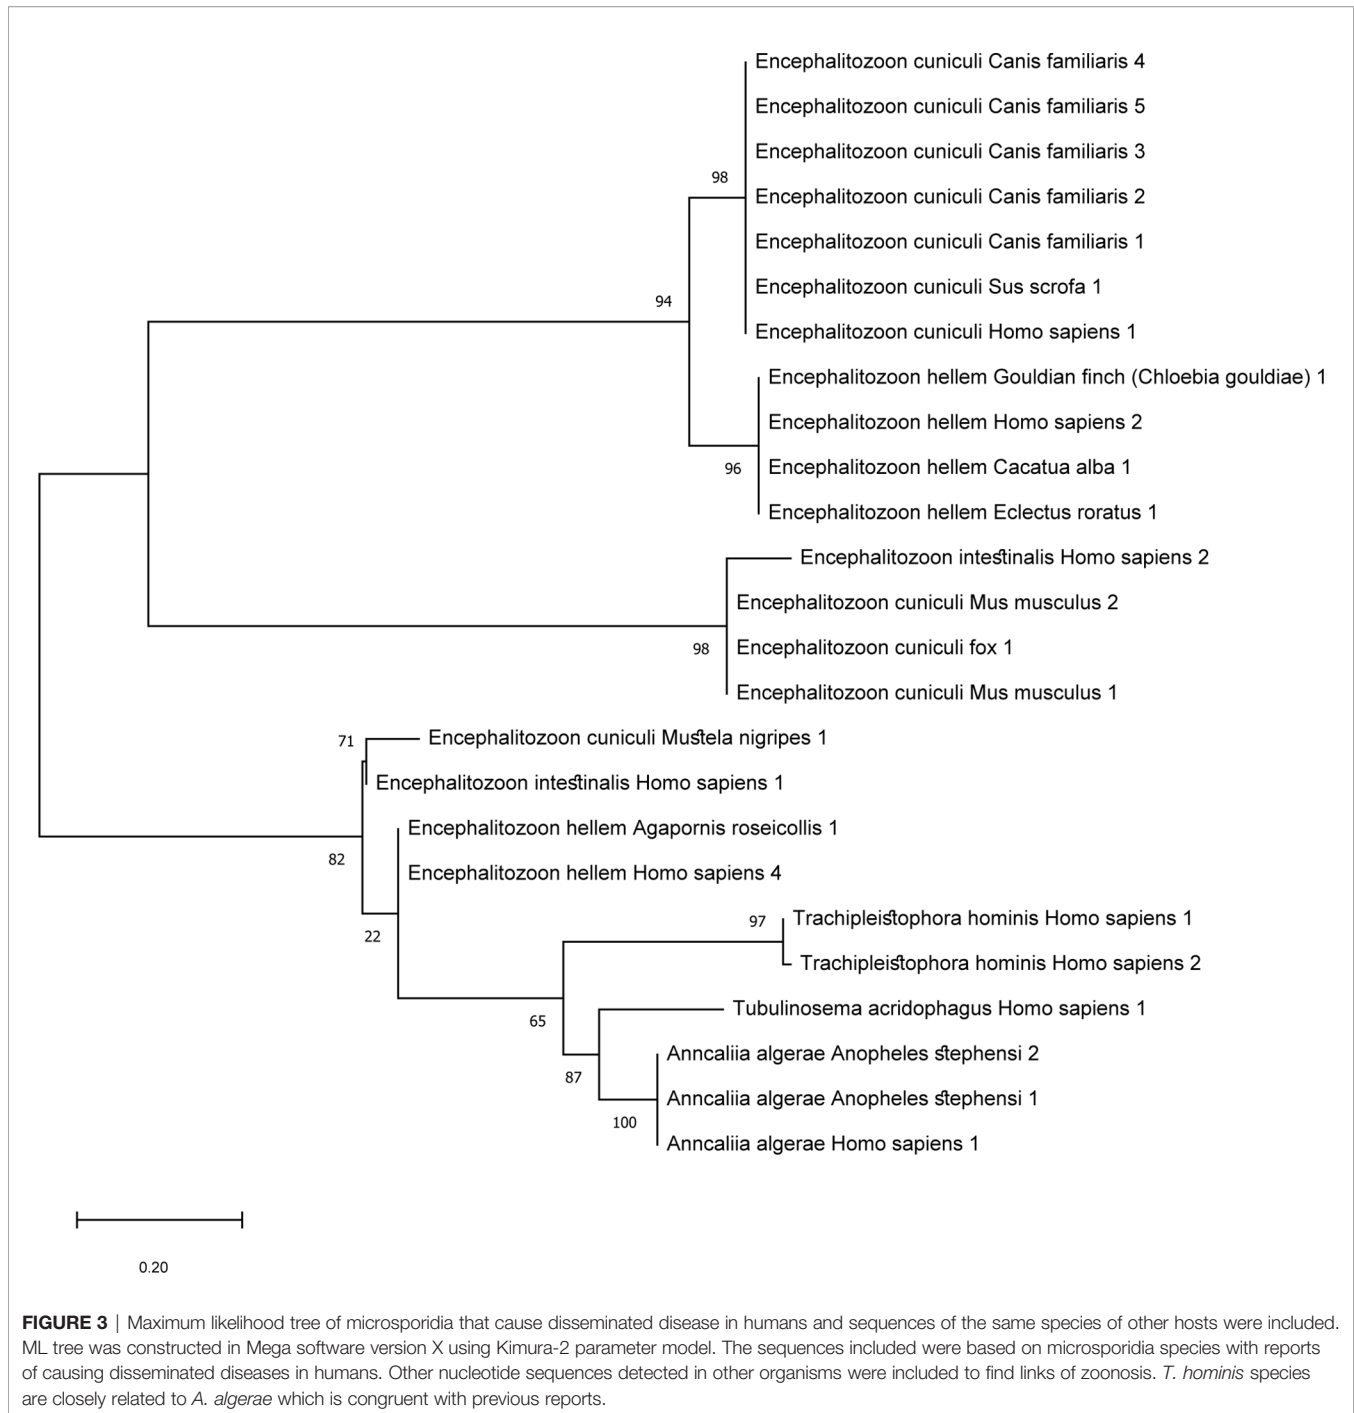 Encephalitozoon cuniculi Canis familiaris 4
Encephalitozoon cuniculi Canis familiaris 5
Encephalitozoon cuniculi Canis familiaris 3
98
Encephalitozoon cuniculi Canis familiaris 2
Encephalitozoon cuniculi Canis familiaris 1
Encephalitozoon cuniculi Sus scrofa 1
94
Encephalitozoon cuniculi Homo sapiens 1
Encephalitozoon hellem Gouldian finch (Chloebia gouldiae) 1
Encephalitozoon hellem Homo sapiens 2
96
Encephalitozoon hellem Cacatua alba 1
Encephalitozoon hellem Eclectus roratus 1
Encephalitozoon intestinalis Homo sapiens 2
Encephalitozoon cuniculi Mus musculus 2
98
Encephalitozoon cuniculi fox 1
Encephalitozoon cuniculi Mus musculus 1
71
Encephalitozoon cuniculi Mustela nigripes 1
Encephalitozoon intestinalis Homo sapiens 1
Encephalitozoon hellem Agapornis roseicollis 1
82
Encephalitozoon hellem Homo sapiens 4
97
Trachipleistophora hominis Homo sapiens 1
22
Trachipleistophora hominis Homo sapiens 2
Tubulinosema acridophagus Homo sapiens 1
65
Anncaliia algerae Anopheles stephensi 2
87
Anncaliia algerae Anopheles stephensi 1
100
Anncaliia algerae Homo sapiens 1
0.20
FIGURE 3 | Maximum likelihood tree of microsporidia that cause disseminated disease in humans and sequences of the same species of other hosts were included.
ML tree was constructed in Mega software version X using Kimura-2 parameter model. The sequences included were based on microsporidia species with reports
of causing disseminated diseases in humans. Other nucleotide sequences detected in other organisms were included to find links of zoonosis. T. hominis species
are closely related to A. algerae which is congruent with previous reports.